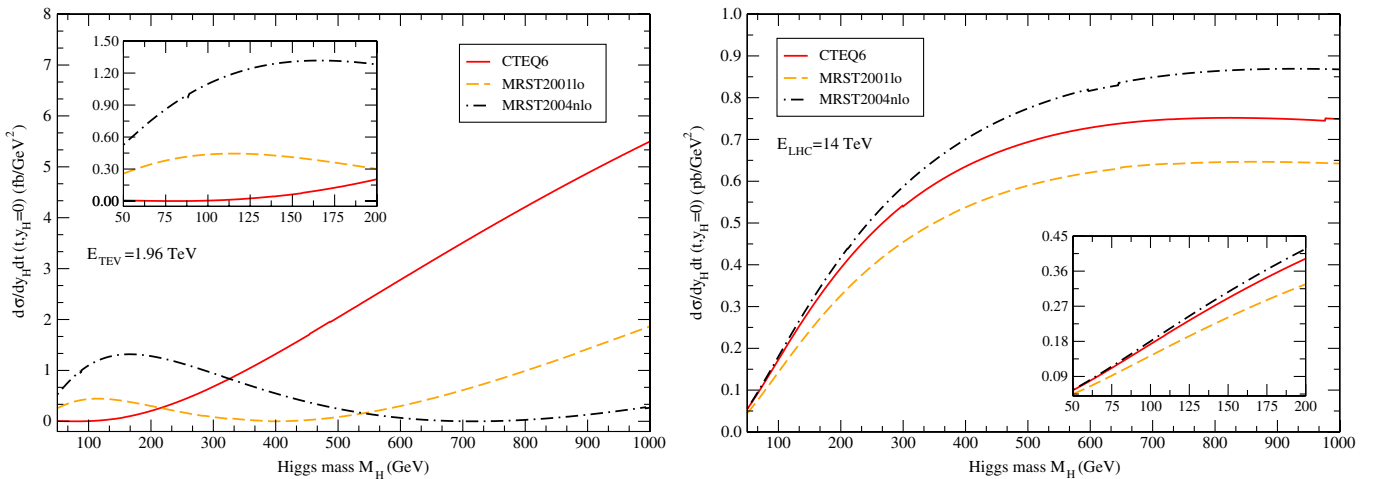 8
7
6
5
4
3
2
1
0
dσ/dy_H dt (t,y_H=0) (fb/GeV²)
1.50
1.20
0.90
0.60
0.30
0.00
50 75 100 125 150 175 200
CTEQ6
MRST2001lo
MRST2004nlo
E_TEV=1.96 TeV
100 200 300 400 500 600 700 800 900 1000
Higgs mass M_H (GeV)
1.0
0.9
0.8
0.7
0.6
0.5
0.4
0.3
0.2
0.1
0.0
dσ/dy_H dt (t,y_H=0) (pb/GeV²)
CTEQ6
MRST2001lo
MRST2004nlo
E_LHC=14 TeV
0.45
0.36
0.27
0.18
0.09
50 75 100 125 150 175 200
100 200 300 400 500 600 700 800 900 1000
Higgs mass M_H (GeV)